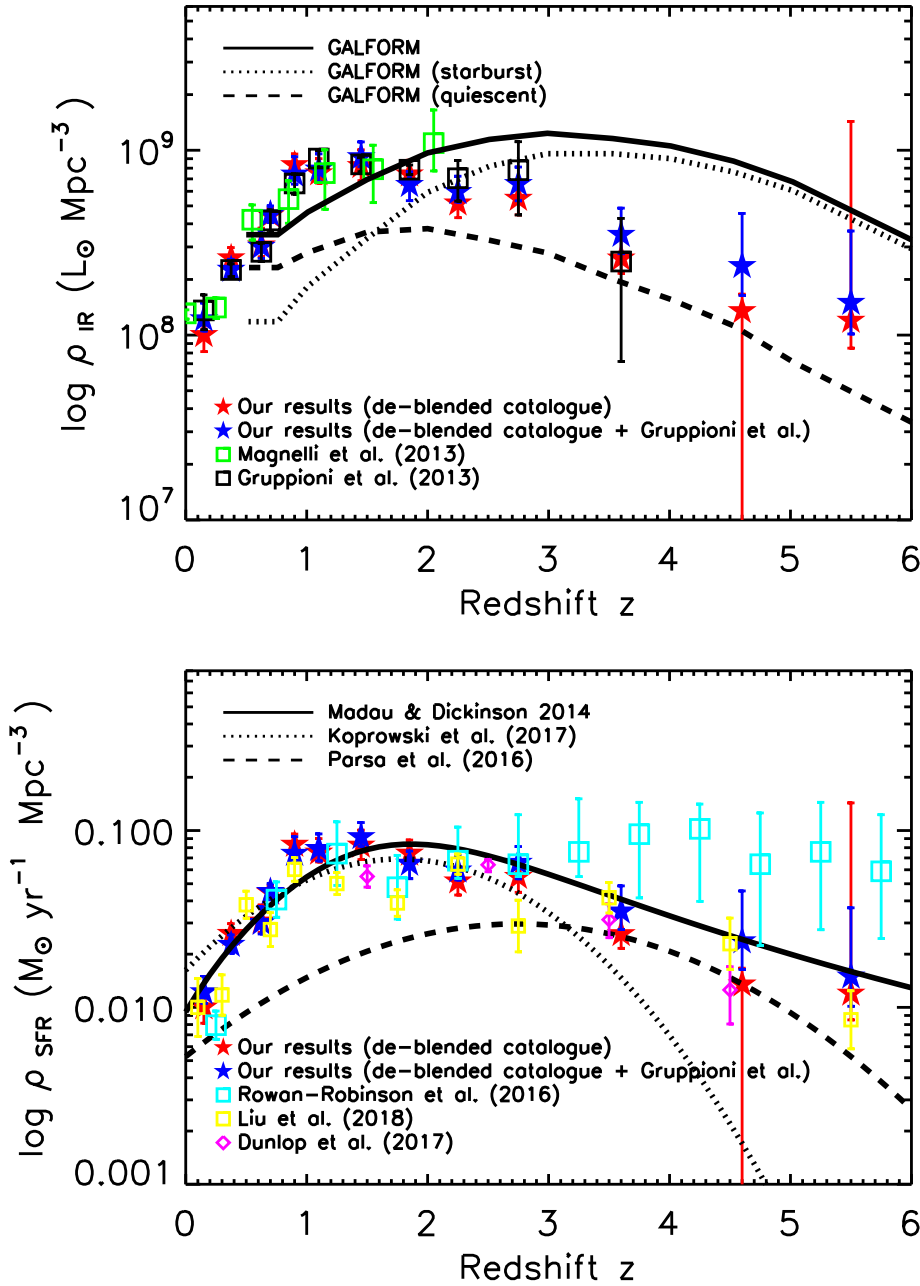 GALFORM
GALFORM (starburst)
GALFORM (quiescent)
log ρ IR (L⊙ Mpc⁻³)
10⁹
10⁸
10⁷
Our results (de-blended catalogue)
Our results (de-blended catalogue + Gruppioni et al.)
Magnelli et al. (2013)
Gruppioni et al. (2013)
0 1 2 3 4 5 6
Redshift z
Madau & Dickinson 2014
Koprowski et al. (2017)
Parsa et al. (2016)
log ρ SFR (M⊙ yr⁻¹ Mpc⁻³)
0.100
0.010
0.001
Our results (de-blended catalogue)
Our results (de-blended catalogue + Gruppioni et al.)
Rowan-Robinson et al. (2016)
Liu et al. (2018)
Dunlop et al. (2017)
0 1 2 3 4 5 6
Redshift z